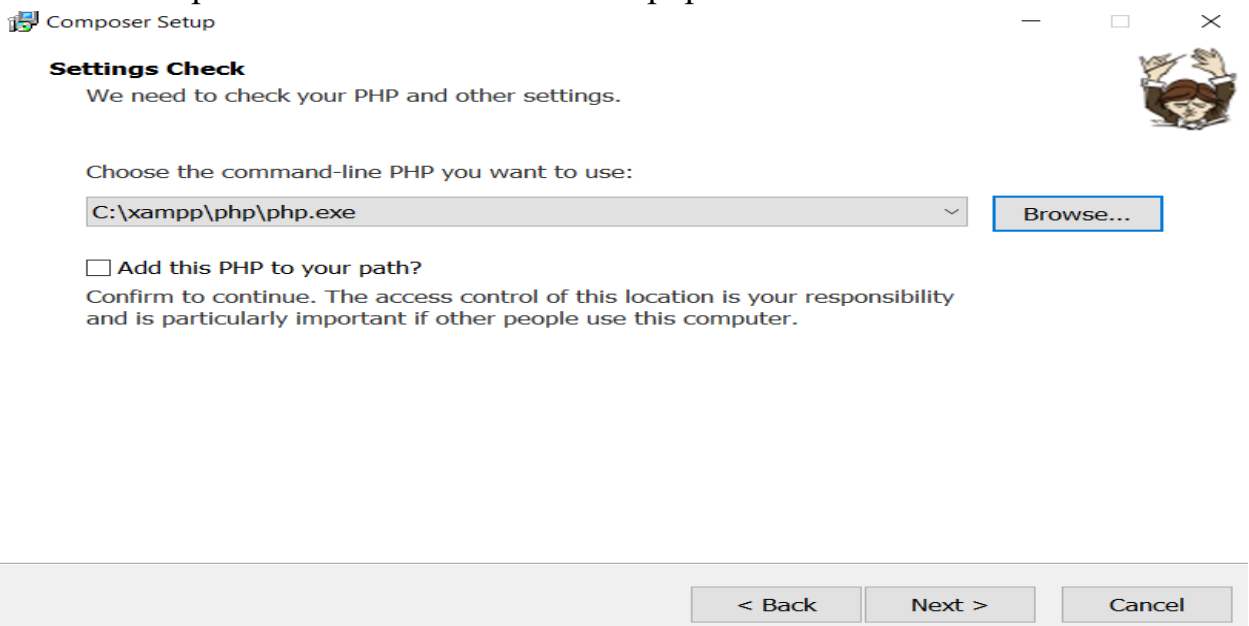 Composer Setup
Settings Check
We need to check your PHP and other settings.
Choose the command-line PHP you want to use:
C:\xampp\php\php.exe
Browse...
Add this PHP to your path?
Confirm to continue. The access control of this location is your responsibility
and is particularly important if other people use this computer.
< Back
Next >
Cancel